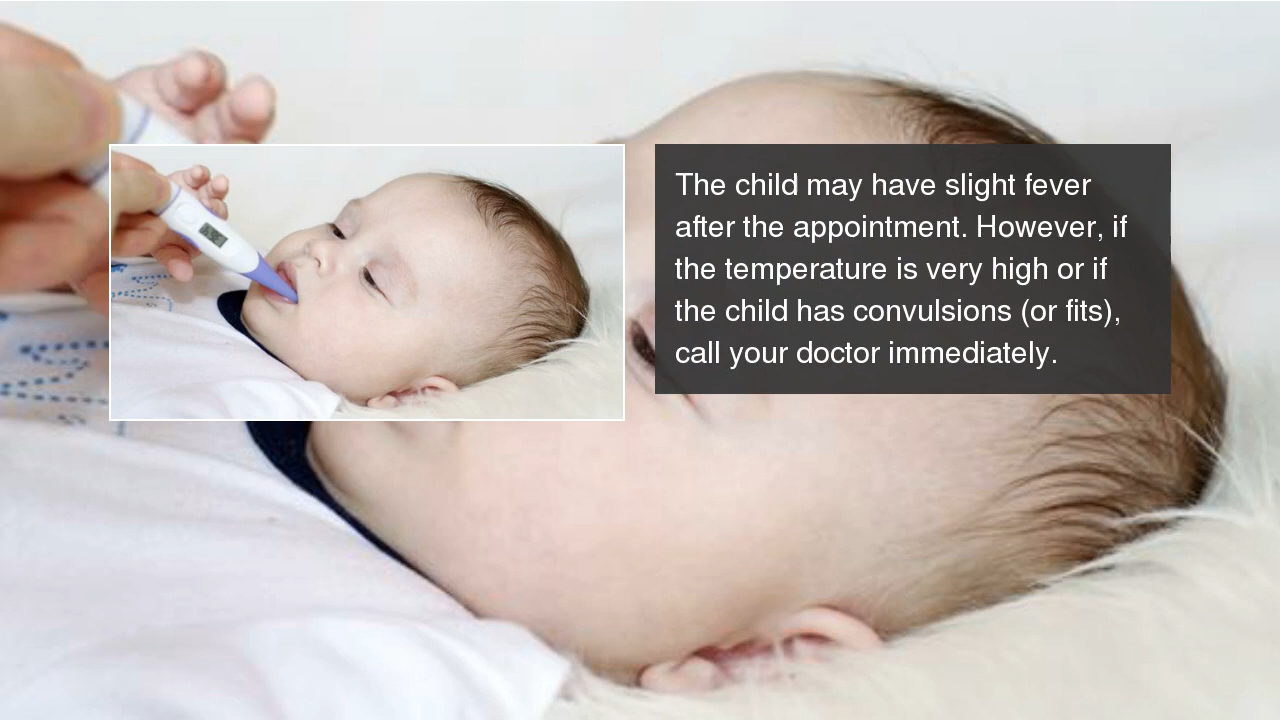 The child may have slight fever
after the appointment. However, if
the temperature is very high or if
the child has convulsions (or fits),
call your doctor immediately.